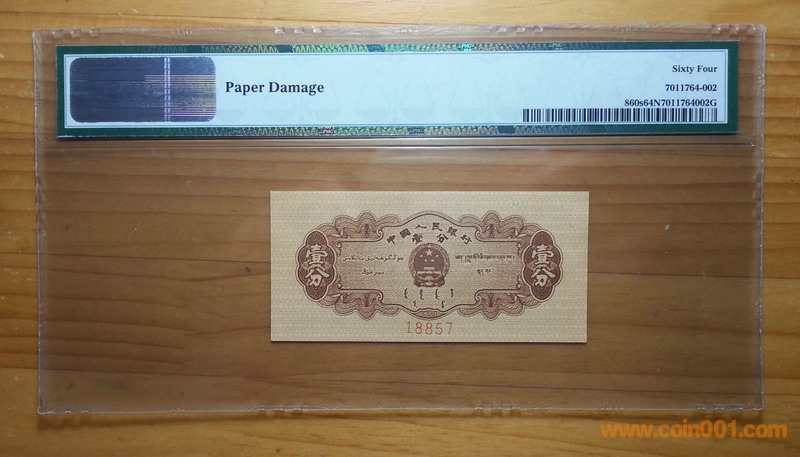 Paper Damage
Sixty Four
7011764-002
860s64N7011764002G
中國人民銀行
壹分
壹分
壹分
18857
www.coin001.com